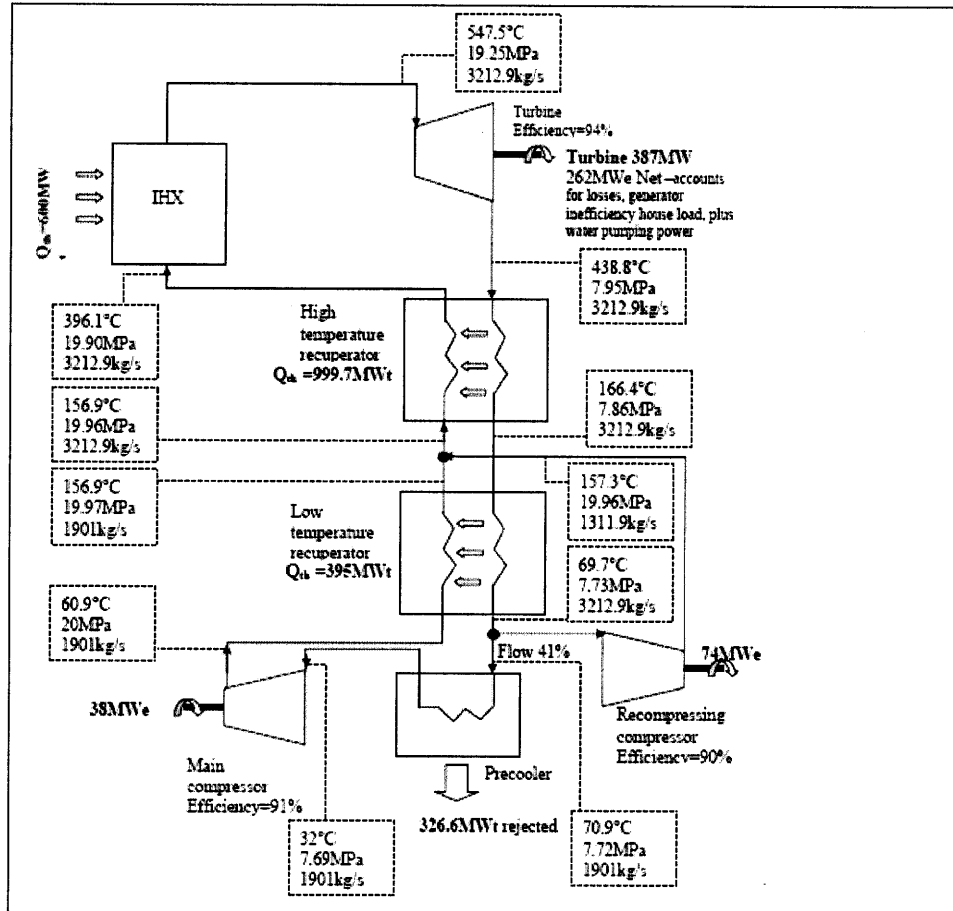 547.5°C
19.25MPa
3212.9kg/s
Turbine
Efficiency=94%
Turbine 387MW
262MWe Net –accounts
for losses, generator
inefficiency house load, plus
water pumping power
Qth=600MW
IHX
438.8°C
7.95MPa
3212.9kg/s
396.1°C
19.90MPa
3212.9kg/s
High
temperature
recuperator
Qth =999.7MWt
156.9°C
19.96MPa
3212.9kg/s
166.4°C
7.86MPa
3212.9kg/s
156.9°C
19.97MPa
1901kg/s
157.3°C
19.96MPa
1311.9kg/s
Low
temperature
recuperator
Qth =395MWt
69.7°C
7.73MPa
3212.9kg/s
60.9°C
20MPa
1901kg/s
Flow 41%
74MWe
38MWe
Recompressing
compressor
Efficiency=90%
Main
compressor
Efficiency=91%
Precooler
326.6MWt rejected
32°C
7.69MPa
1901kg/s
70.9°C
7.72MPa
1901kg/s